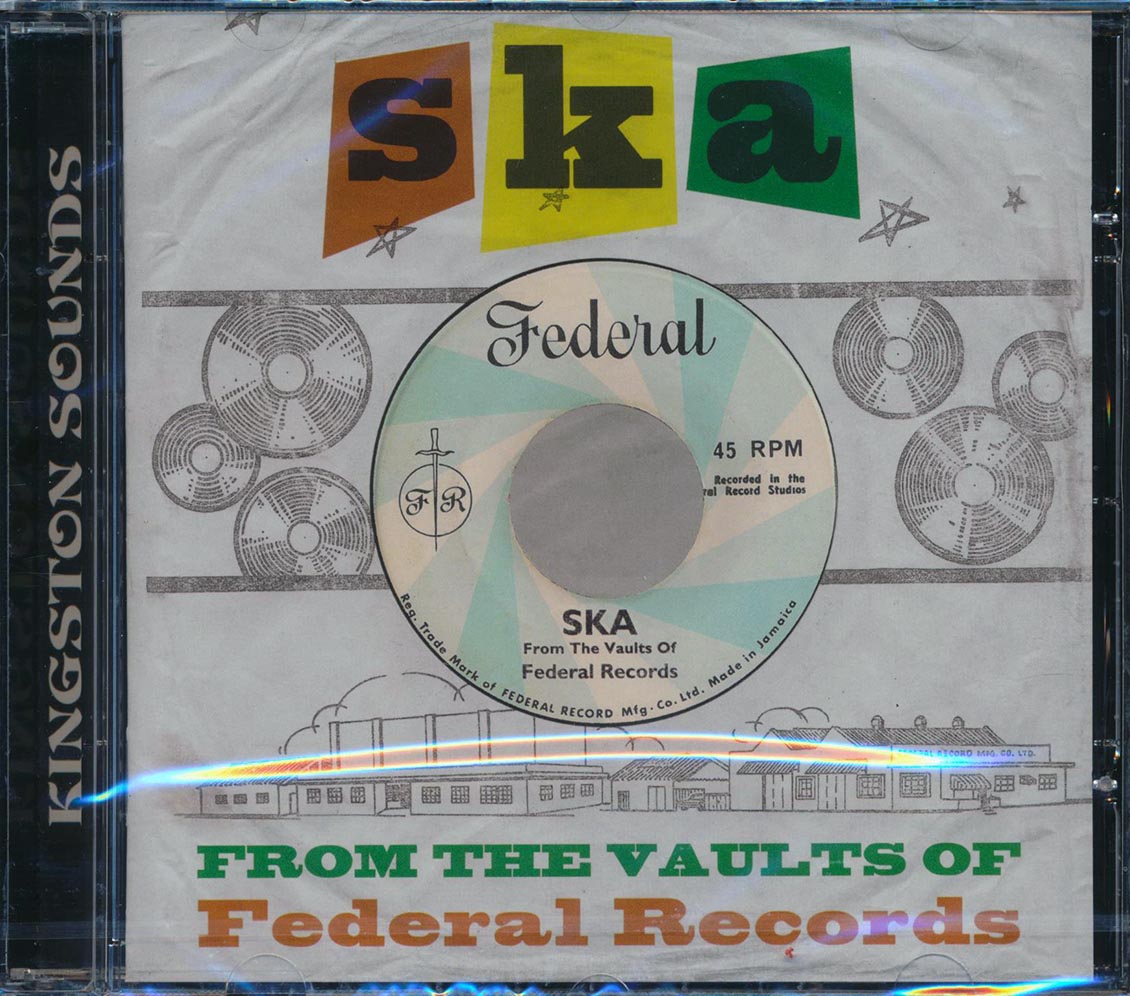 ska
Federal
45 RPM
Recorded in the
Record Studios
F R
SKA
From The Vaults Of
Federal Records
Reg. Trade Mark of FEDERAL RECORD Mfg. Co. Ltd. Made in Jamaica
FEDERAL RECORD MFG. CO. LTD.
FROM THE VAULTS OF
Federal Records
KINGSTON SOUNDS